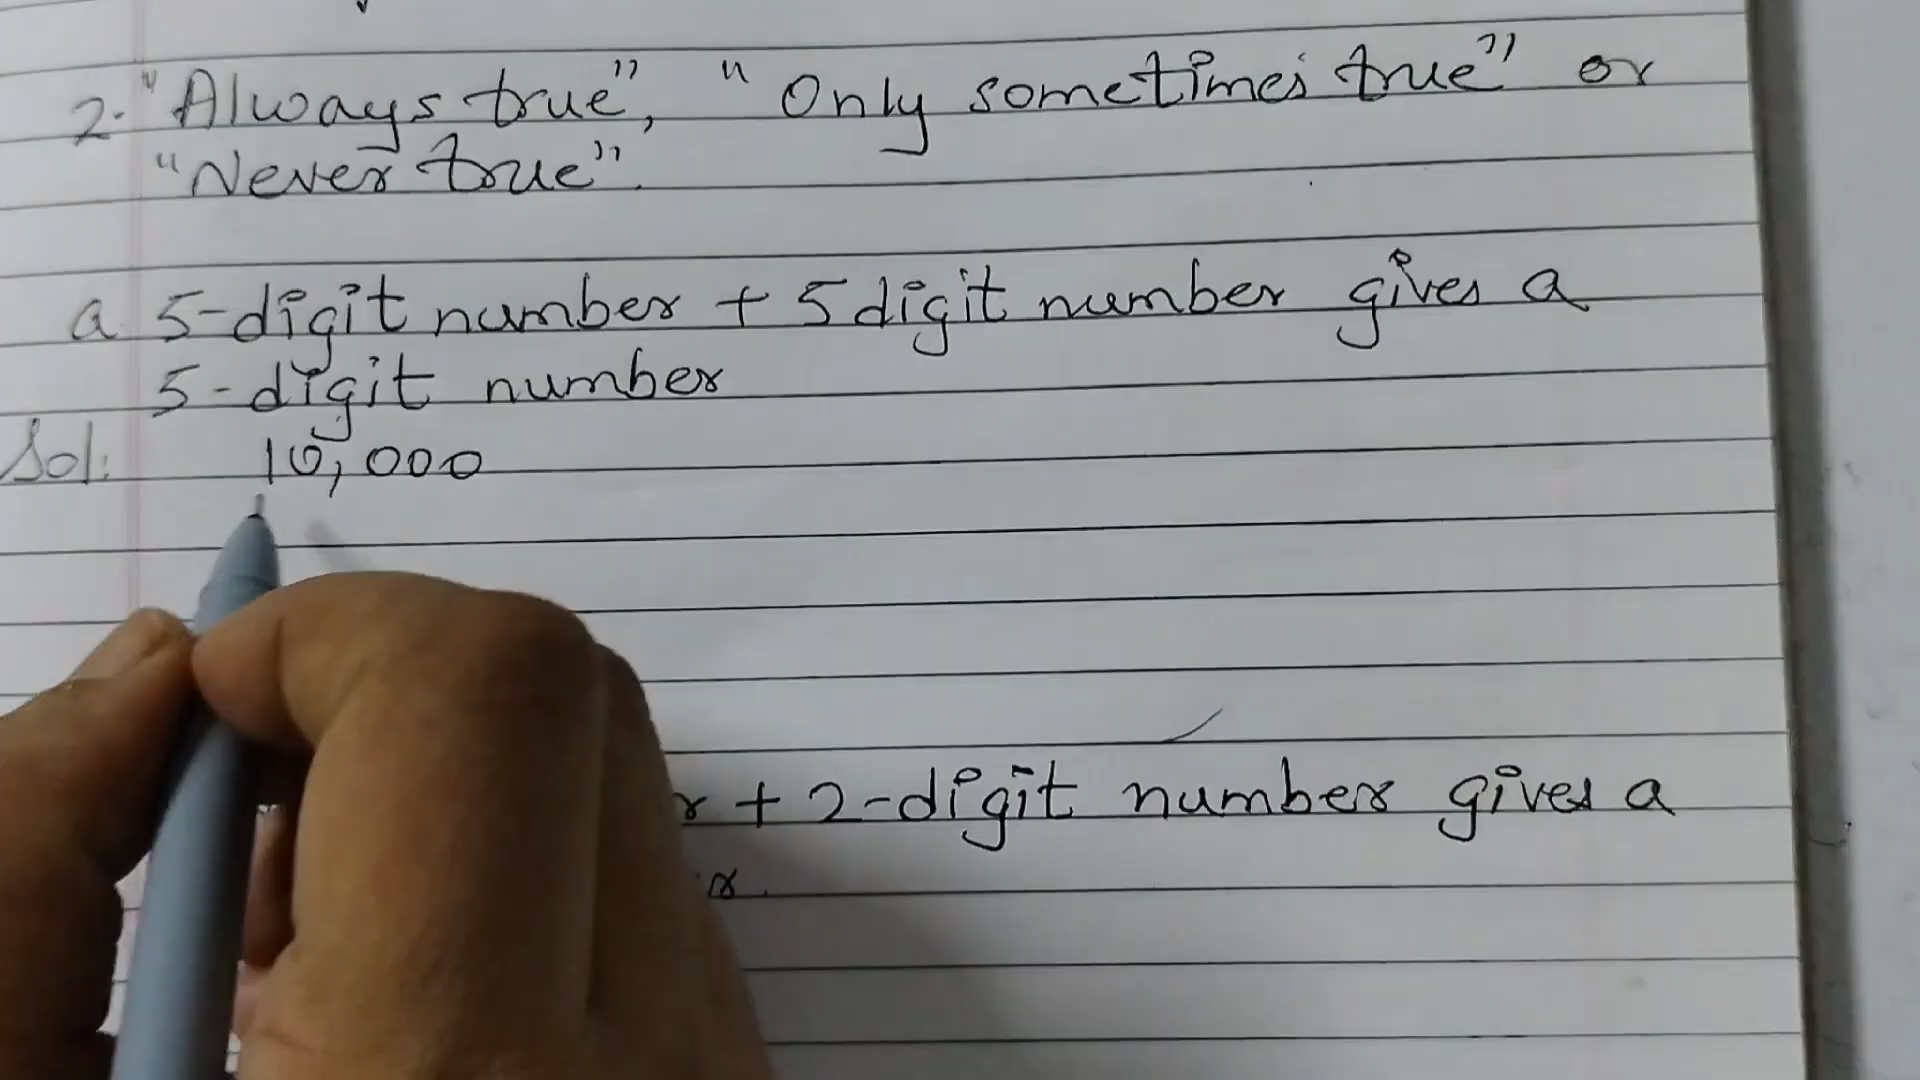 2. "Always true", "Only sometimes true" or
"Never true".
a 5-digit number + 5 digit number gives a
5-digit number
Sol: 10,000
+ 2-digit number gives a